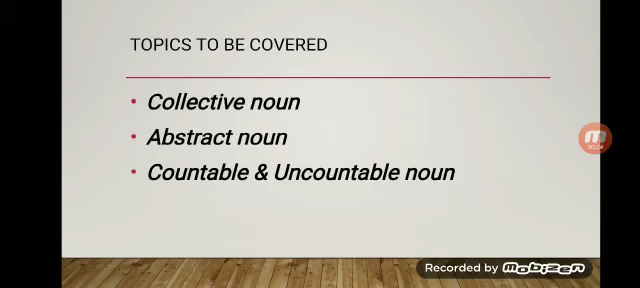 TOPICS TO BE COVERED
• Collective noun
• Abstract noun
• Countable & Uncountable noun
Recorded by mobizen